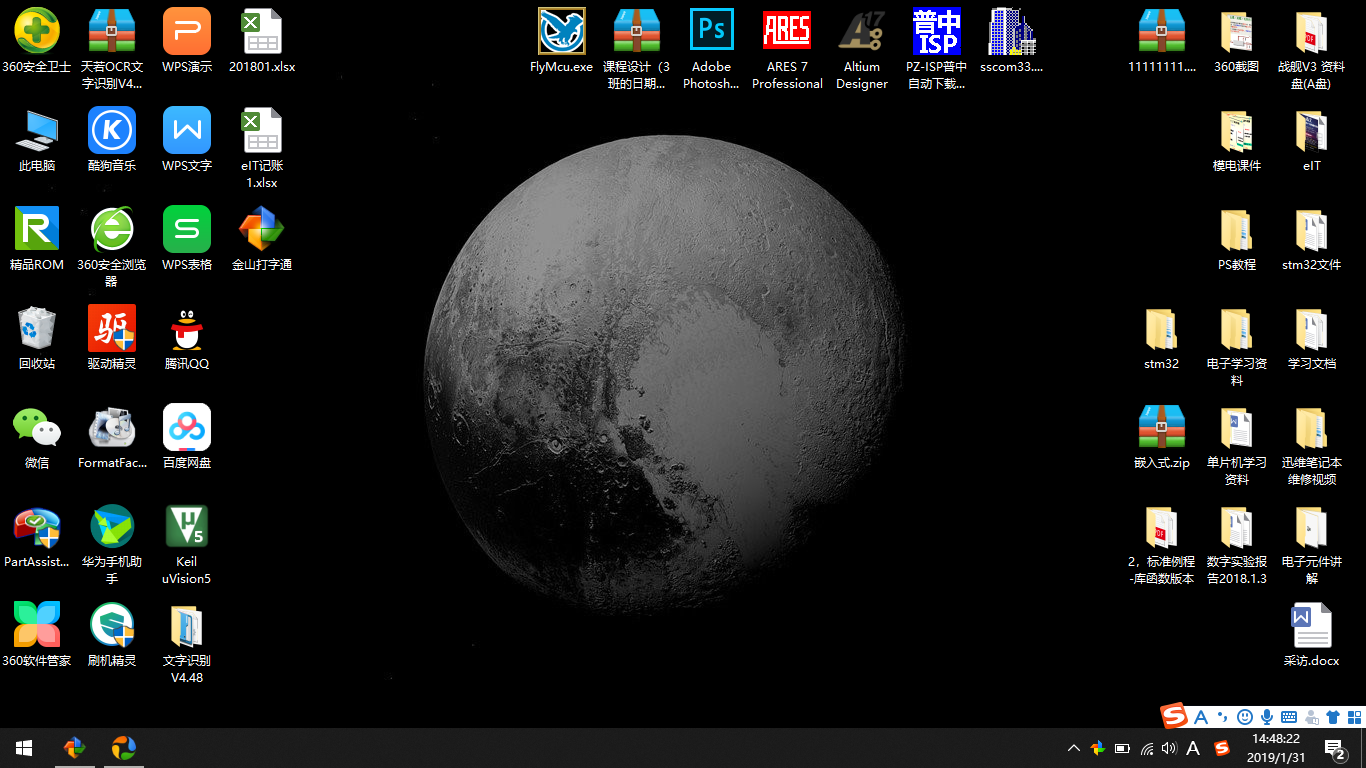 360安全卫士
天若OCR文
字识别V4...
WPS演示
201801.xlsx
FlyMcu.exe
课程设计（3
班的日期...
Ps
Adobe
Photosh...
ARES
ARES 7
Professional
17
Altium
Designer
普中
ISP
PZ-ISP普中
自动下载...
sscom33....
11111111....
360截图
PDF
战舰V3 资料
盘(A盘)
此电脑
酷狗音乐
WPS文字
eIT记账
1.xlsx
模电课件
eIT
精品ROM
360安全浏览
器
WPS表格
金山打字通
PS教程
stm32文件
回收站
驱
驱动精灵
腾讯QQ
stm32
电子学习资
料
学习文档
微信
FormatFac...
百度网盘
嵌入式.zip
单片机学习
资料
迅维笔记本
维修视频
PartAssist...
华为手机助
手
μV5
Keil
uVision5
PDF
2，标准例程
-库函数版本
数字实验报
告2018.1.3
电子元件讲
解
360软件管家
刷机精灵
文字识别
V4.48
采访.docx
A
A
14:48:22
2019/1/31
2